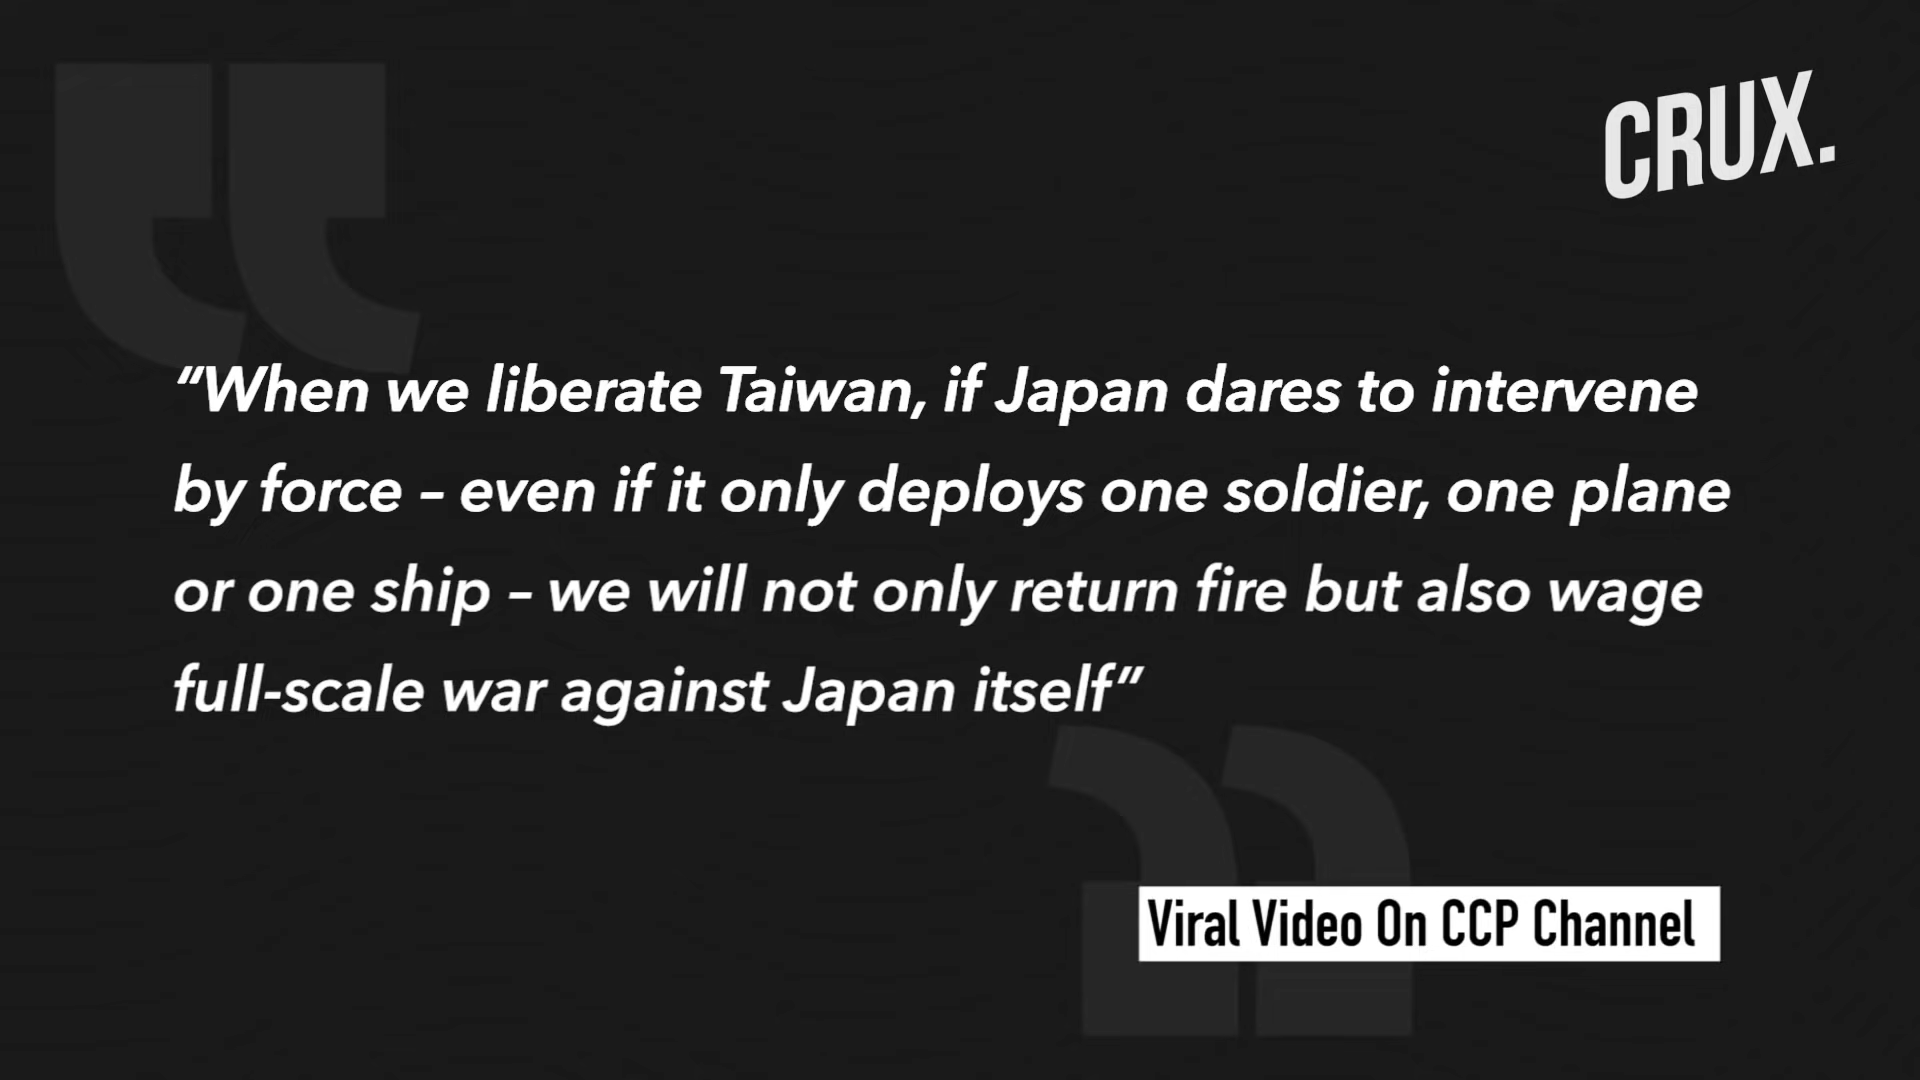 CRUX.
“When we liberate Taiwan, if Japan dares to intervene
by force – even if it only deploys one soldier, one plane
or one ship – we will not only return fire but also wage
full-scale war against Japan itself”
Viral Video On CCP Channel